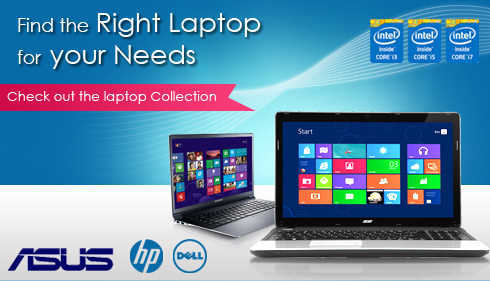 Find the Right Laptop
for your Needs
Check out the laptop Collection
intel inside CORE i3
intel inside CORE i5
intel inside CORE i7
Start
acer
ASUS
hp
DELL